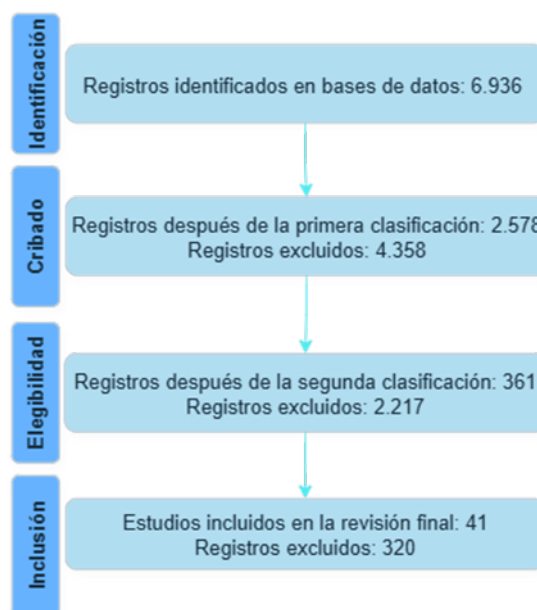 Identificación
Registros identificados en bases de datos: 6.936
Cribado
Registros después de la primera clasificación: 2.578
Registros excluidos: 4.358
Elegibilidad
Registros después de la segunda clasificación: 361
Registros excluidos: 2.217
Inclusión
Estudios incluidos en la revisión final: 41
Registros excluidos: 320